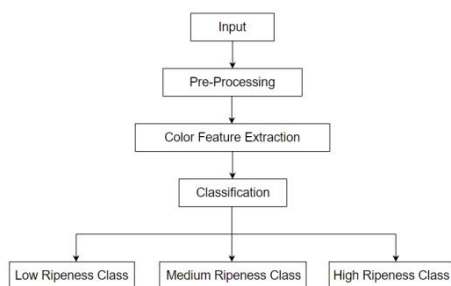 Input
Pre-Processing
Color Feature Extraction
Classification
Low Ripeness Class
Medium Ripeness Class
High Ripeness Class